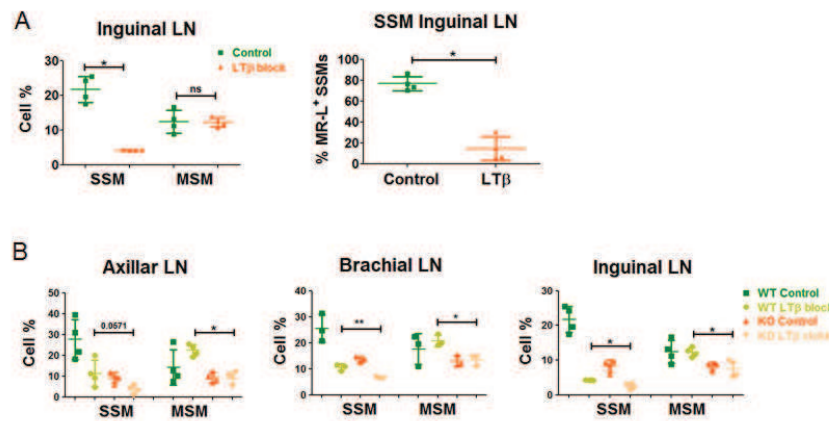 A
Inguinal LN
Control
LTβ block
Cell %
30
20
10
0
*
ns
SSM MSM
SSM Inguinal LN
% MR-L+ SSMs
100
80
60
40
20
0
*
Control LTβ
B
Axillar LN
Cell %
50
40
30
20
10
0
0.0571
*
SSM MSM
Brachial LN
Cell %
40
30
20
10
0
**
*
SSM MSM
Inguinal LN
Cell %
30
20
10
0
*
*
SSM MSM
WT Control
WT LTβ block
KO Control
KO LTβ